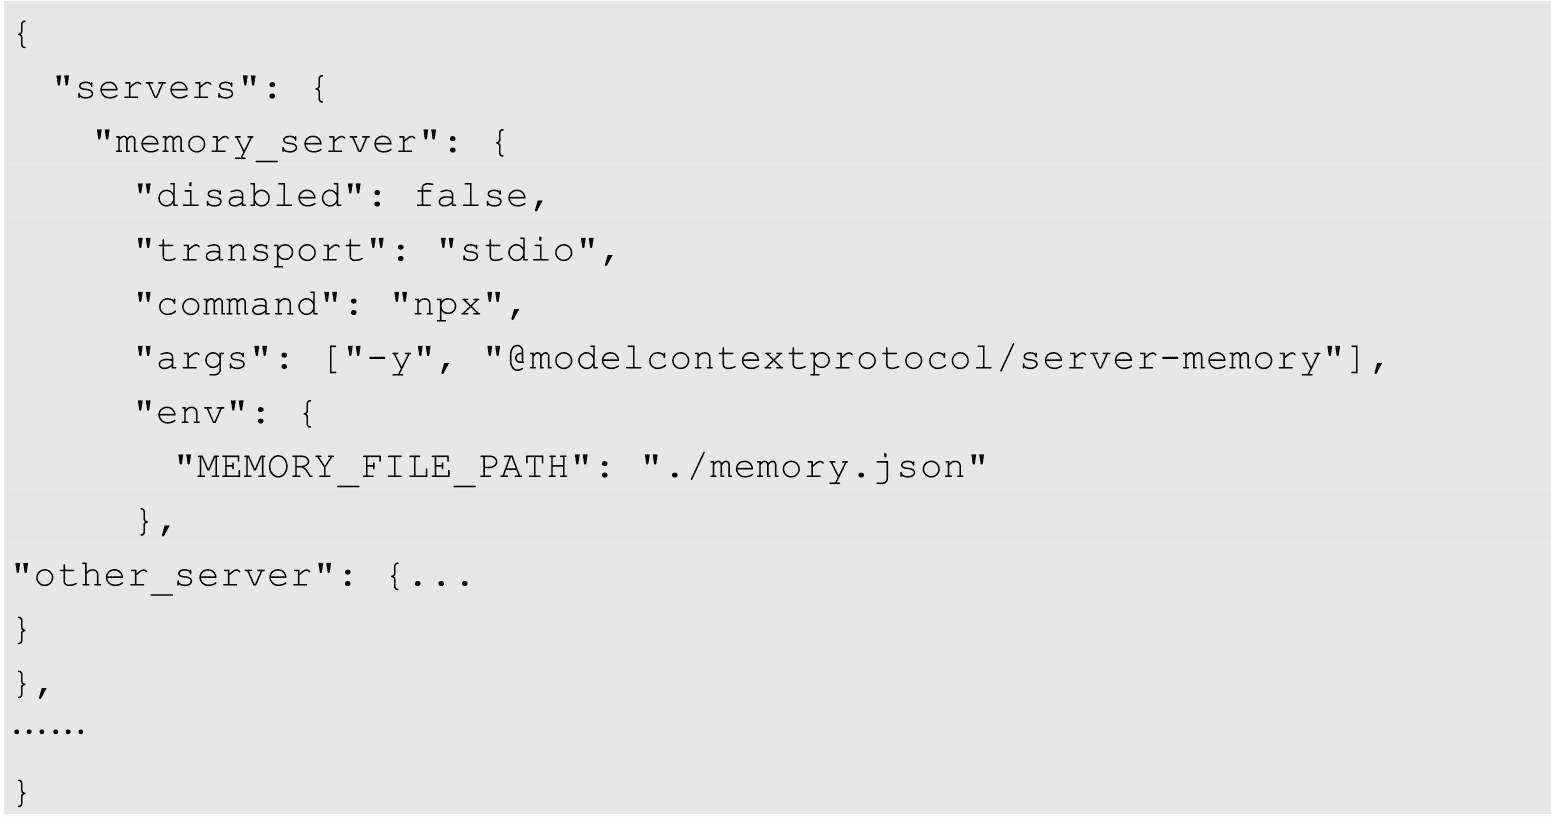 {
  "servers": {
    "memory_server": {
      "disabled": false,
      "transport": "stdio",
      "command": "npx",
      "args": ["-y", "@modelcontextprotocol/server-memory"],
      "env": {
        "MEMORY_FILE_PATH": "./memory.json"
      },
"other_server": {...
}
},
……
}